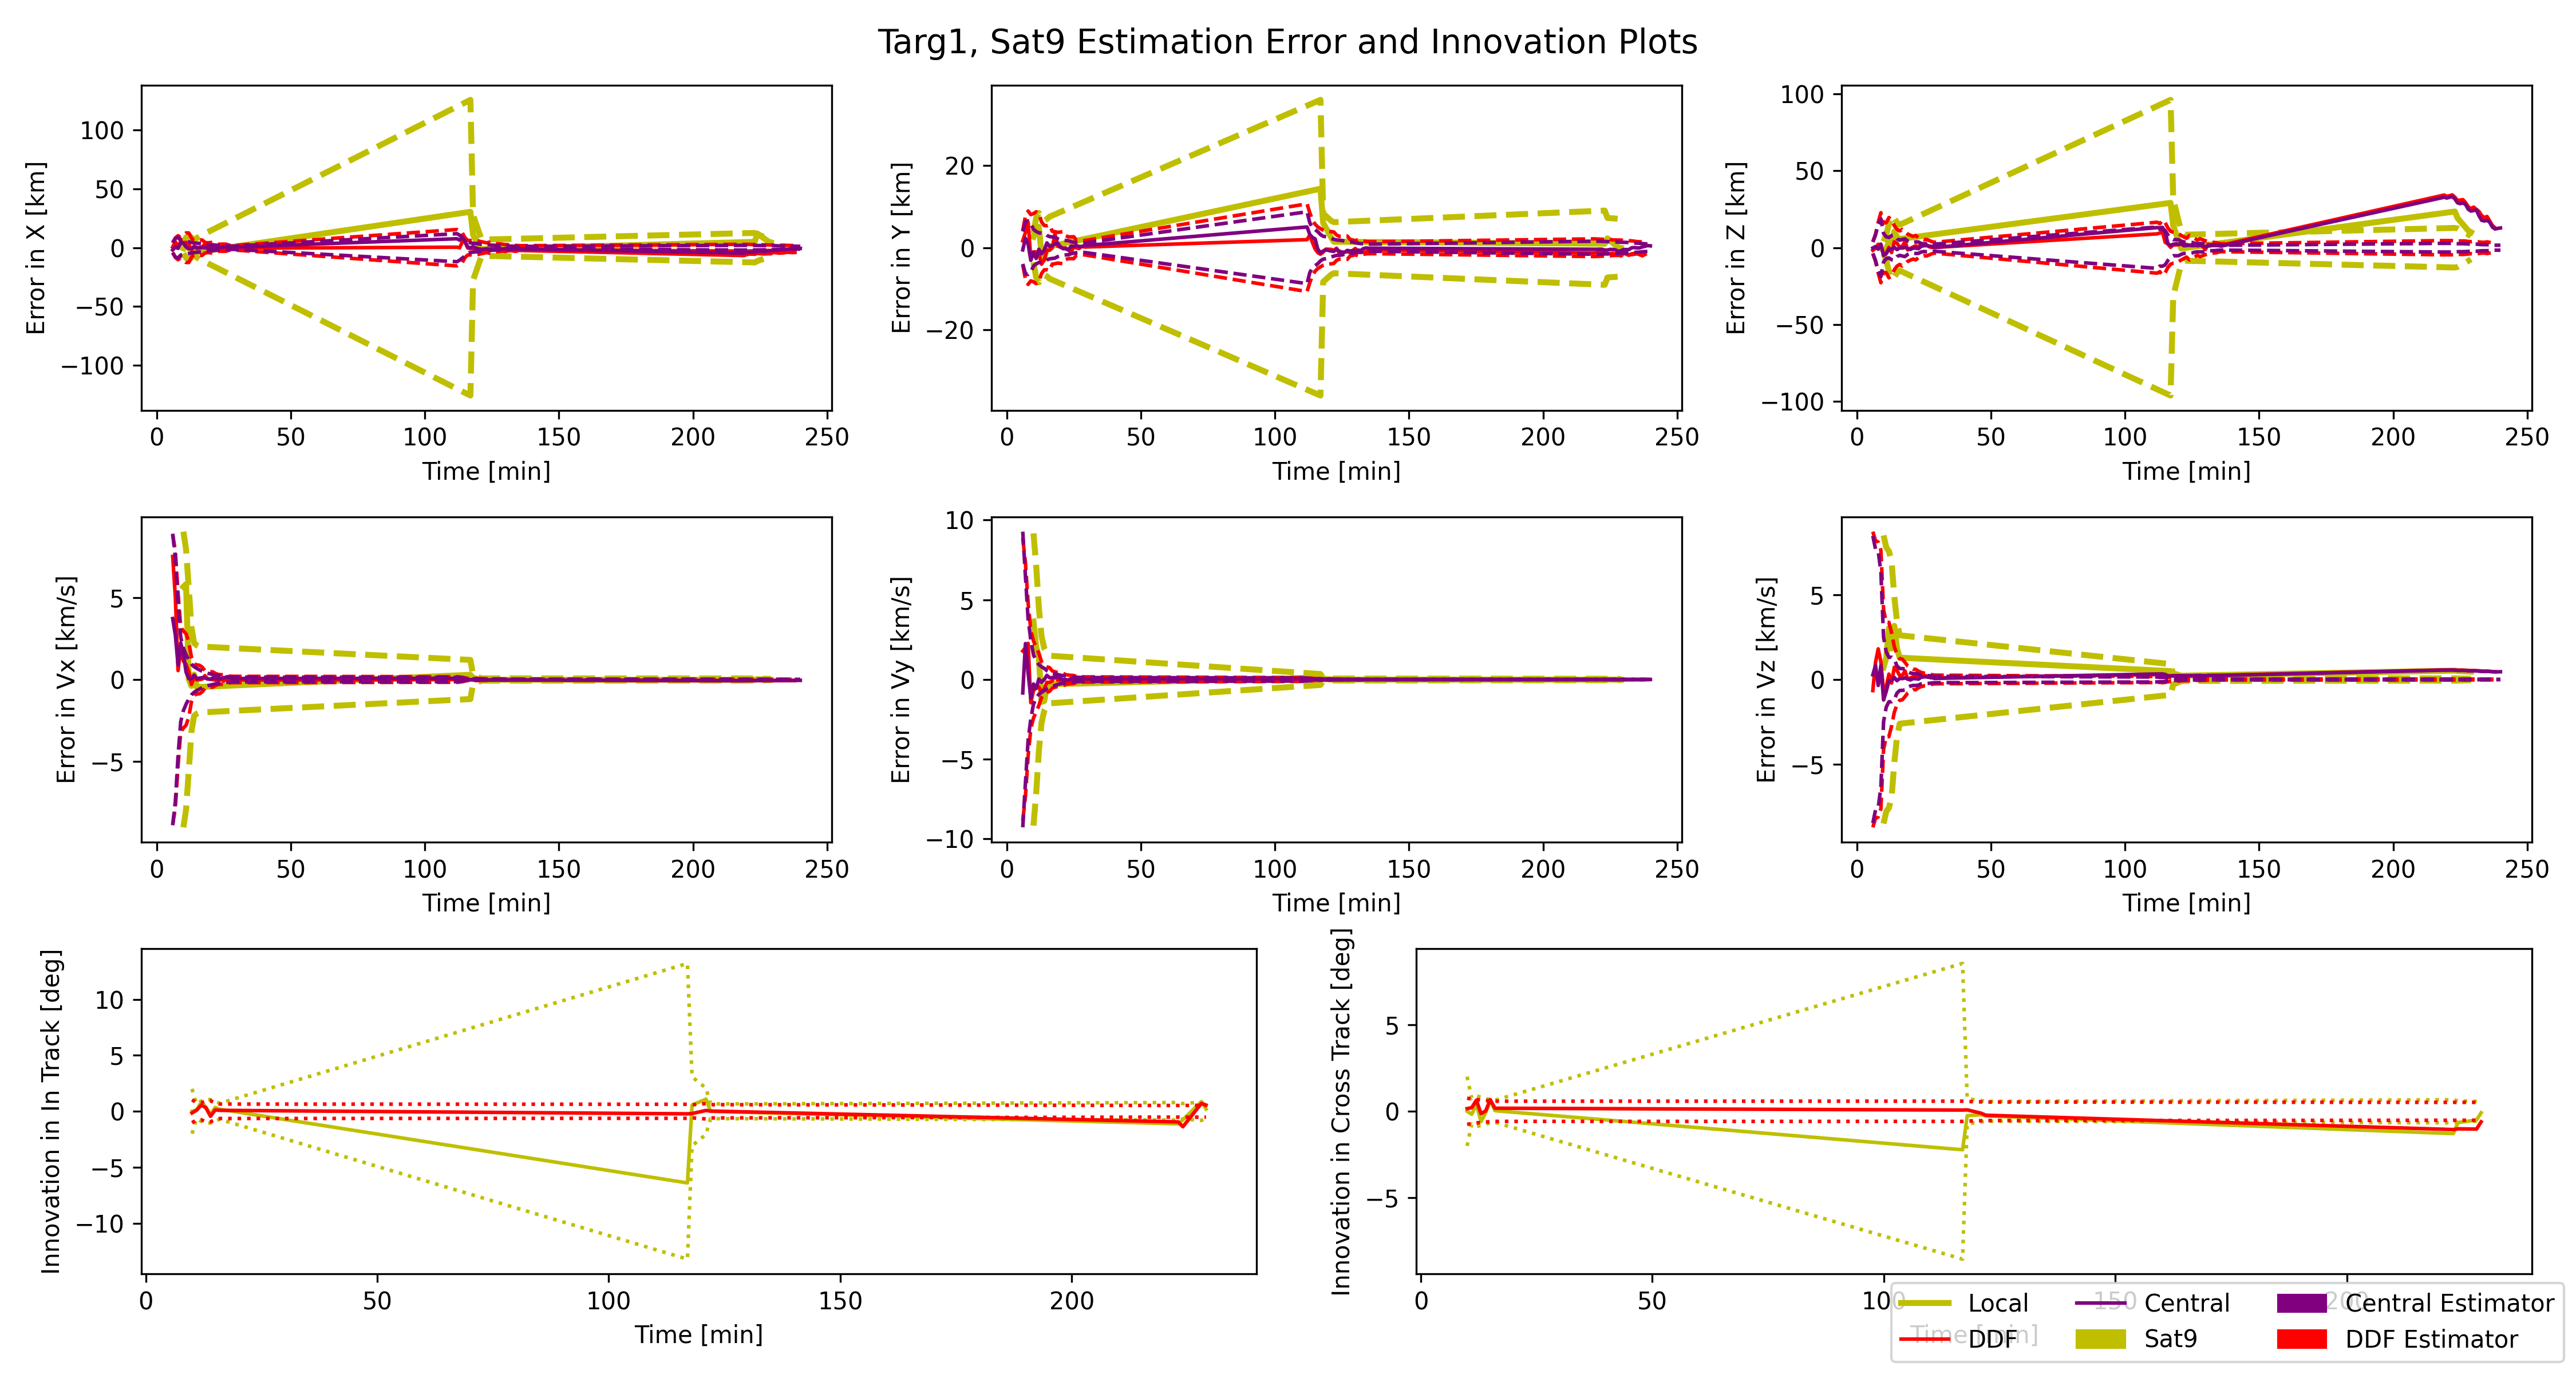 Targ1, Sat9 Estimation Error and Innovation Plots
Error in X [km]
100
50
0
−50
−100
0 50 100 150 200 250
Time [min]
Error in Y [km]
20
0
−20
0 50 100 150 200 250
Time [min]
Error in Z [km]
100
50
0
−50
−100
0 50 100 150 200 250
Time [min]
Error in Vx [km/s]
5
0
−5
0 50 100 150 200 250
Time [min]
Error in Vy [km/s]
10
5
0
−5
−10
0 50 100 150 200 250
Time [min]
Error in Vz [km/s]
5
0
−5
0 50 100 150 200 250
Time [min]
Innovation in In Track [deg]
10
5
0
−5
−10
0 50 100 150 200
Time [min]
Innovation in Cross Track [deg]
5
0
−5
0 50 100 150 200
Time [min]
Local Central Central Estimator
DDF Sat9 DDF Estimator